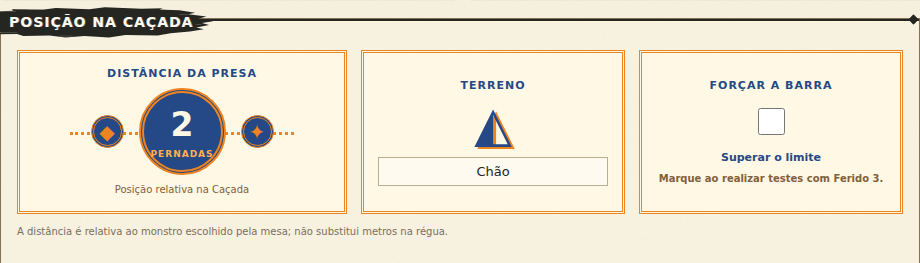 POSIÇÃO NA CAÇADA
DISTÂNCIA DA PRESA
2
PERNADAS
Posição relativa na Caçada
TERRENO
Chão
FORÇAR A BARRA
Superar o limite
Marque ao realizar testes com Ferido 3.
A distância é relativa ao monstro escolhido pela mesa; não substitui metros na régua.